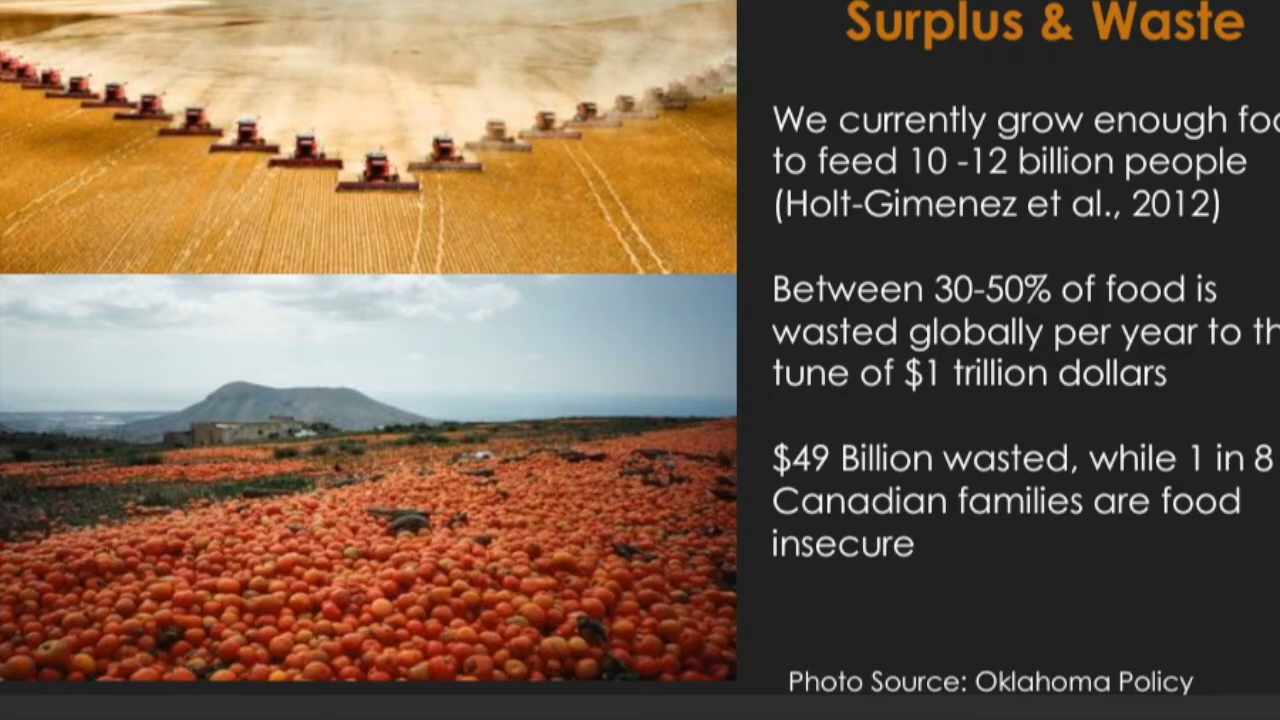 Surplus & Waste
We currently grow enough
to feed 10 -12 billion people
(Holt-Gimenez et al., 2012)
Between 30-50% of food is
wasted globally per year to
tune of $1 trillion dollars
$49 Billion wasted, while 1 in 8
Canadian families are food
insecure
Photo Source: Oklahoma Policy